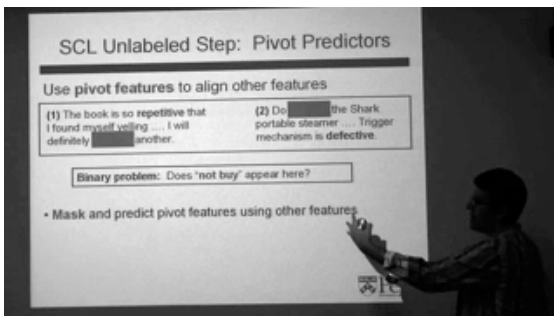 SCL Unlabeled Step: Pivot Predictors
Use pivot features to align other features
(1) The book is so repetitive that
I found myself yelling .... I will
definitely another.
(2) Do the Shark
portable steamer .... Trigger
mechanism is defective.
Binary problem: Does 'not buy' appear here?
• Mask and predict pivot features using other features